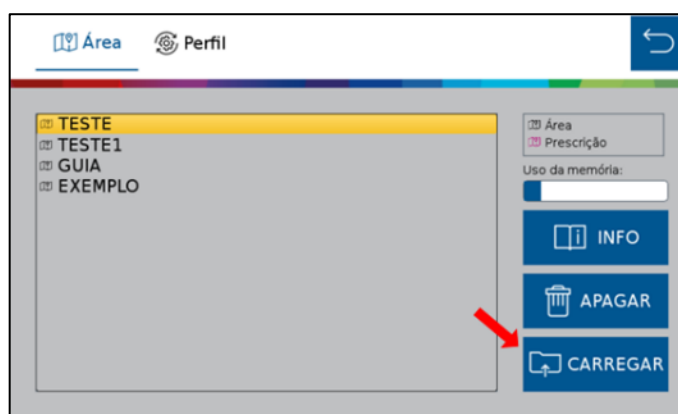 Área
Perfil
TESTE
TESTE1
GUIA
EXEMPLO
Área
Prescrição
Uso da memória:
INFO
APAGAR
CARREGAR